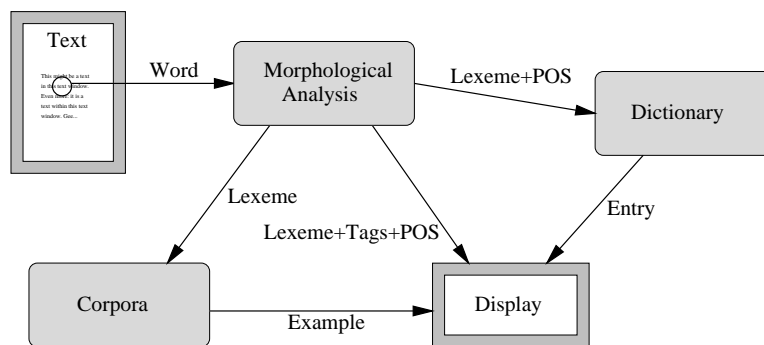 Text
This might be a text
in this text window.
Even more: it is a
text within this text
window. Gee...
Word
Morphological
Analysis
Lexeme+POS
Dictionary
Lexeme
Lexeme+Tags+POS
Entry
Corpora
Example
Display